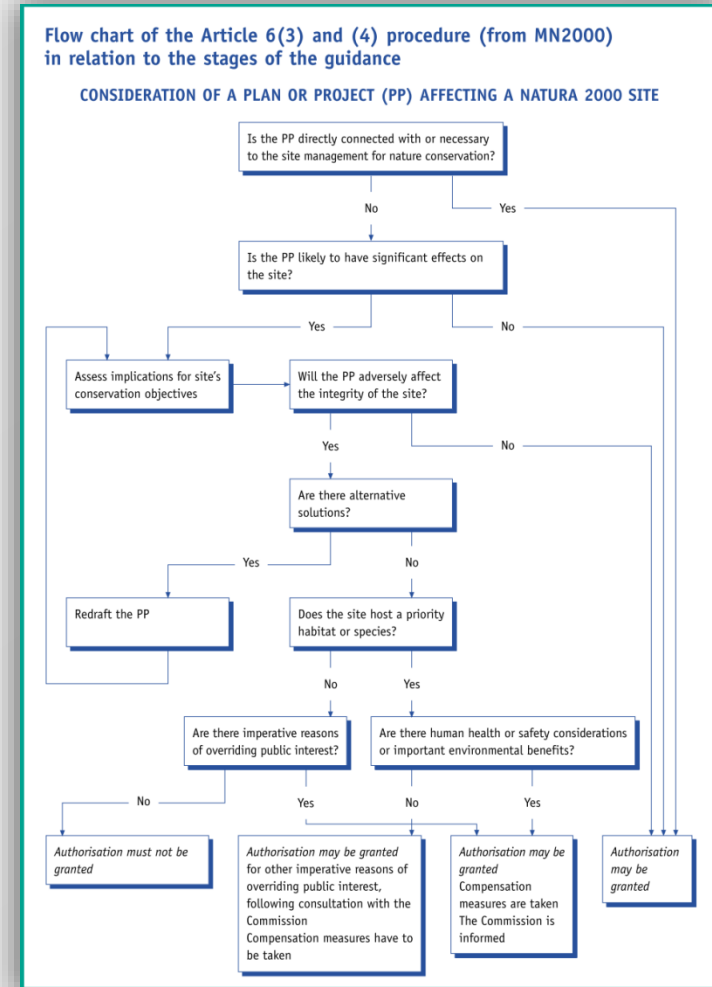 Flow chart of the Article 6(3) and (4) procedure (from MN2000)
in relation to the stages of the guidance
CONSIDERATION OF A PLAN OR PROJECT (PP) AFFECTING A NATURA 2000 SITE
Is the PP directly connected with or necessary
to the site management for nature conservation?
No
Yes
Is the PP likely to have significant effects on
the site?
Yes
No
Assess implications for site's
conservation objectives
Will the PP adversely affect
the integrity of the site?
Yes
No
Are there alternative
solutions?
Yes
No
Redraft the PP
Does the site host a priority
habitat or species?
No
Yes
Are there imperative reasons
of overriding public interest?
Are there human health or safety considerations
or important environmental benefits?
No
Yes
No
Yes
Authorisation must not be
granted
Authorisation may be granted
for other imperative reasons of
overriding public interest,
following consultation with the
Commission
Compensation measures have to
be taken
Authorisation may be
granted
Compensation
measures are taken
The Commission is
informed
Authorisation
may be
granted